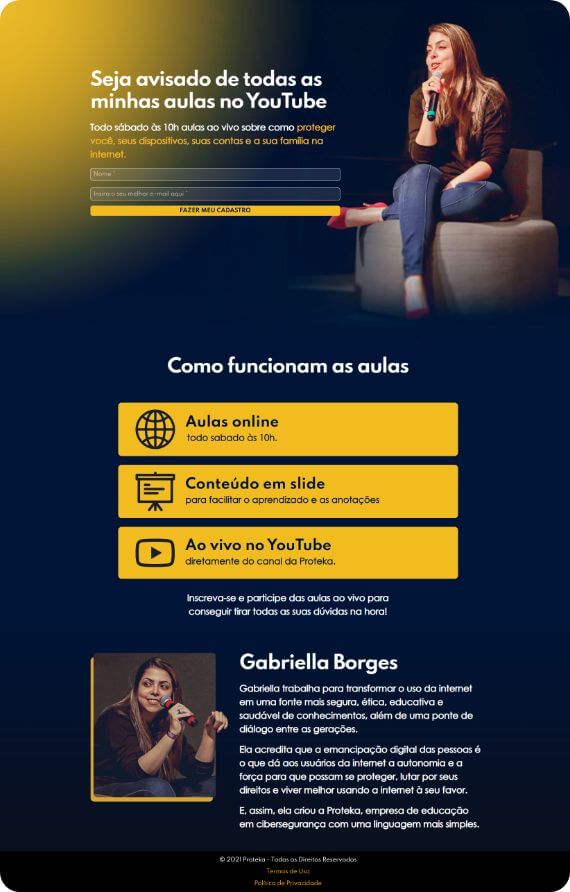 Seja avisado de todas as
minhas aulas no YouTube
Todo sábado às 10h aulas ao vivo sobre como proteger
você, seus dispositivos, suas contas e a sua família na
internet.
Nome *
Insira o seu melhor e-mail aqui *
FAZER MEU CADASTRO
Como funcionam as aulas
Aulas online
todo sabado às 10h.
Conteúdo em slide
para facilitar o aprendizado e as anotações
Ao vivo no YouTube
diretamente do canal da Proteka.
Inscreva-se e participe das aulas ao vivo para
conseguir tirar todas as suas dúvidas na hora!
Gabriella Borges
Gabriella trabalha para transformar o uso da internet
em uma fonte mais segura, ética, educativa e
saudável de conhecimentos, além de uma ponte de
diálogo entre as gerações.
Ela acredita que a emancipação digital das pessoas é
o que dá aos usuários da internet a autonomia e a
força para que possam se proteger, lutar por seus
direitos e viver melhor usando a internet à seu favor.
E, assim, ela criou a Proteka, empresa de educação
em cibersegurança com uma linguagem mais simples.
© 2021 Proteka - Todos os Direitos Reservados
Termos de Uso
Política de Privacidade